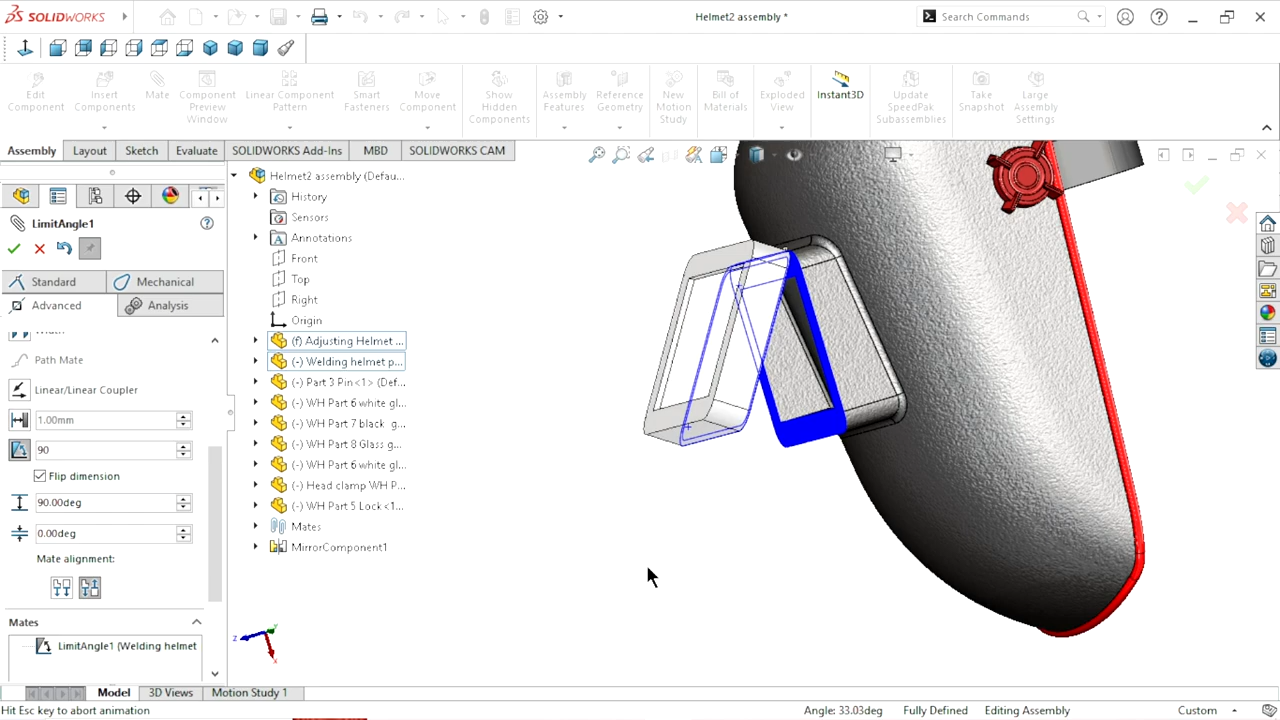 SOLIDWORKS
Helmet2 assembly *
Search Commands
Edit Component
Insert Components
Mate
Component Preview Window
Linear Component Pattern
Smart Fasteners
Move Component
Show Hidden Components
Assembly Features
Reference Geometry
New Motion Study
Bill of Materials
Exploded View
Instant3D
Update SpeedPak Subassemblies
Take Snapshot
Large Assembly Settings
Assembly
Layout
Sketch
Evaluate
SOLIDWORKS Add-Ins
MBD
SOLIDWORKS CAM
LimitAngle1
Standard
Mechanical
Advanced
Analysis
Width
Path Mate
Linear/Linear Coupler
1.00mm
90
Flip dimension
90.00deg
0.00deg
Mate alignment:
Mates
LimitAngle1 (Welding helmet
Helmet2 assembly (Defau...
History
Sensors
Annotations
Front
Top
Right
Origin
(f) Adjusting Helmet ...
(-) Welding helmet p...
(-) Part 3 Pin<1> (Def...
(-) WH Part 6 white gl...
(-) WH Part 7 black g...
(-) WH Part 8 Glass g...
(-) WH Part 6 white gl...
(-) Head clamp WH P...
(-) WH Part 5 Lock <1...
Mates
MirrorComponent1
Z
Y
X
Model
3D Views
Motion Study 1
Hit Esc key to abort animation
Angle: 33.03deg
Fully Defined
Editing Assembly
Custom